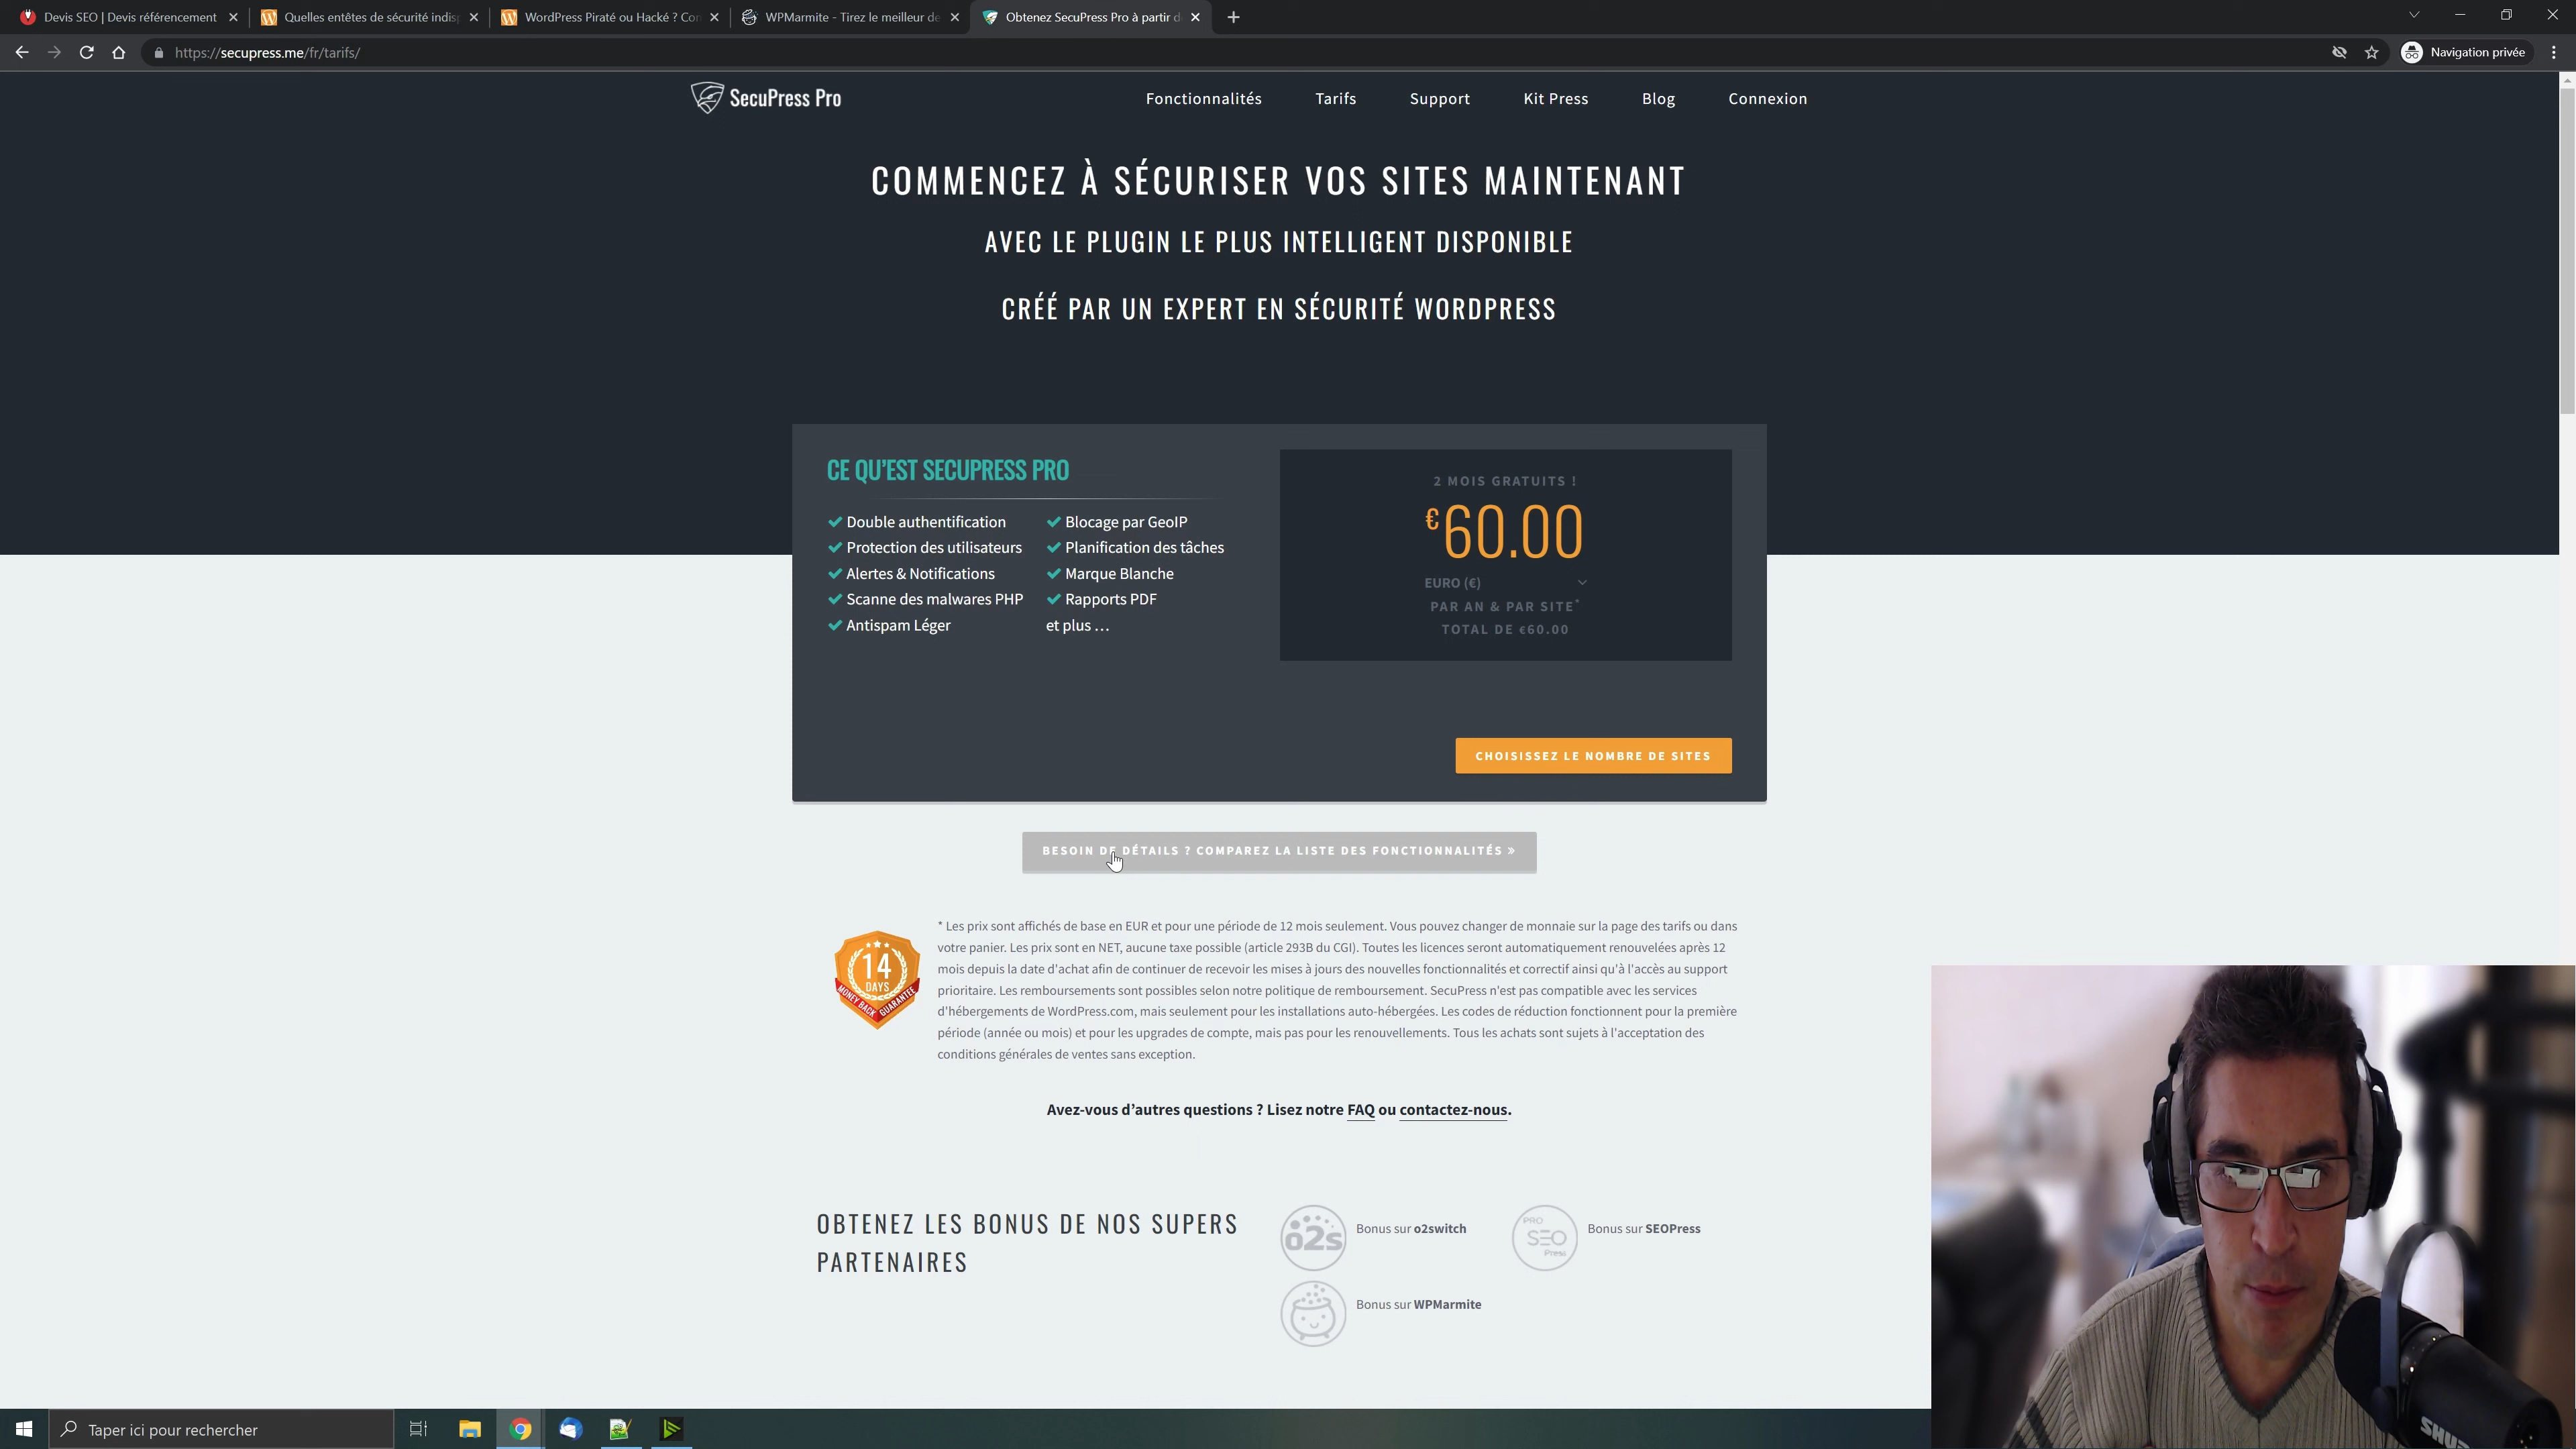 Devis SEO | Devis référencement
Quelles entêtes de sécurité indis
WordPress Piraté ou Hacké ? Con
WPMarmite - Tirez le meilleur de
Obtenez SecuPress Pro à partir d
https://secupress.me/fr/tarifs/
Navigation privée
SecuPress Pro
Fonctionnalités
Tarifs
Support
Kit Press
Blog
Connexion
COMMENCEZ À SÉCURISER VOS SITES MAINTENANT
AVEC LE PLUGIN LE PLUS INTELLIGENT DISPONIBLE
CRÉÉ PAR UN EXPERT EN SÉCURITÉ WORDPRESS
CE QU'EST SECUPRESS PRO
Double authentification
Protection des utilisateurs
Alertes & Notifications
Scanne des malwares PHP
Antispam Léger
Blocage par GeoIP
Planification des tâches
Marque Blanche
Rapports PDF
et plus …
2 MOIS GRATUITS !
€60.00
EURO (€)
PAR AN & PAR SITE*
TOTAL DE €60.00
CHOISISSEZ LE NOMBRE DE SITES
BESOIN DE DÉTAILS ? COMPAREZ LA LISTE DES FONCTIONNALITÉS »
14
DAYS
MONEY BACK GUARANTEE
* Les prix sont affichés de base en EUR et pour une période de 12 mois seulement. Vous pouvez changer de monnaie sur la page des tarifs ou dans
votre panier. Les prix sont en NET, aucune taxe possible (article 293B du CGI). Toutes les licences seront automatiquement renouvelées après 12
mois depuis la date d'achat afin de continuer de recevoir les mises à jours des nouvelles fonctionnalités et correctif ainsi qu'à l'accès au support
prioritaire. Les remboursements sont possibles selon notre politique de remboursement. SecuPress n'est pas compatible avec les services
d'hébergements de WordPress.com, mais seulement pour les installations auto-hébergées. Les codes de réduction fonctionnent pour la première
période (année ou mois) et pour les upgrades de compte, mais pas pour les renouvellements. Tous les achats sont sujets à l'acceptation des
conditions générales de ventes sans exception.
Avez-vous d'autres questions ? Lisez notre FAQ ou contactez-nous.
OBTENEZ LES BONUS DE NOS SUPERS
PARTENAIRES
o2s
Bonus sur o2switch
PRO
SEO
Press
Bonus sur SEOPress
Bonus sur WPMarmite
Taper ici pour rechercher